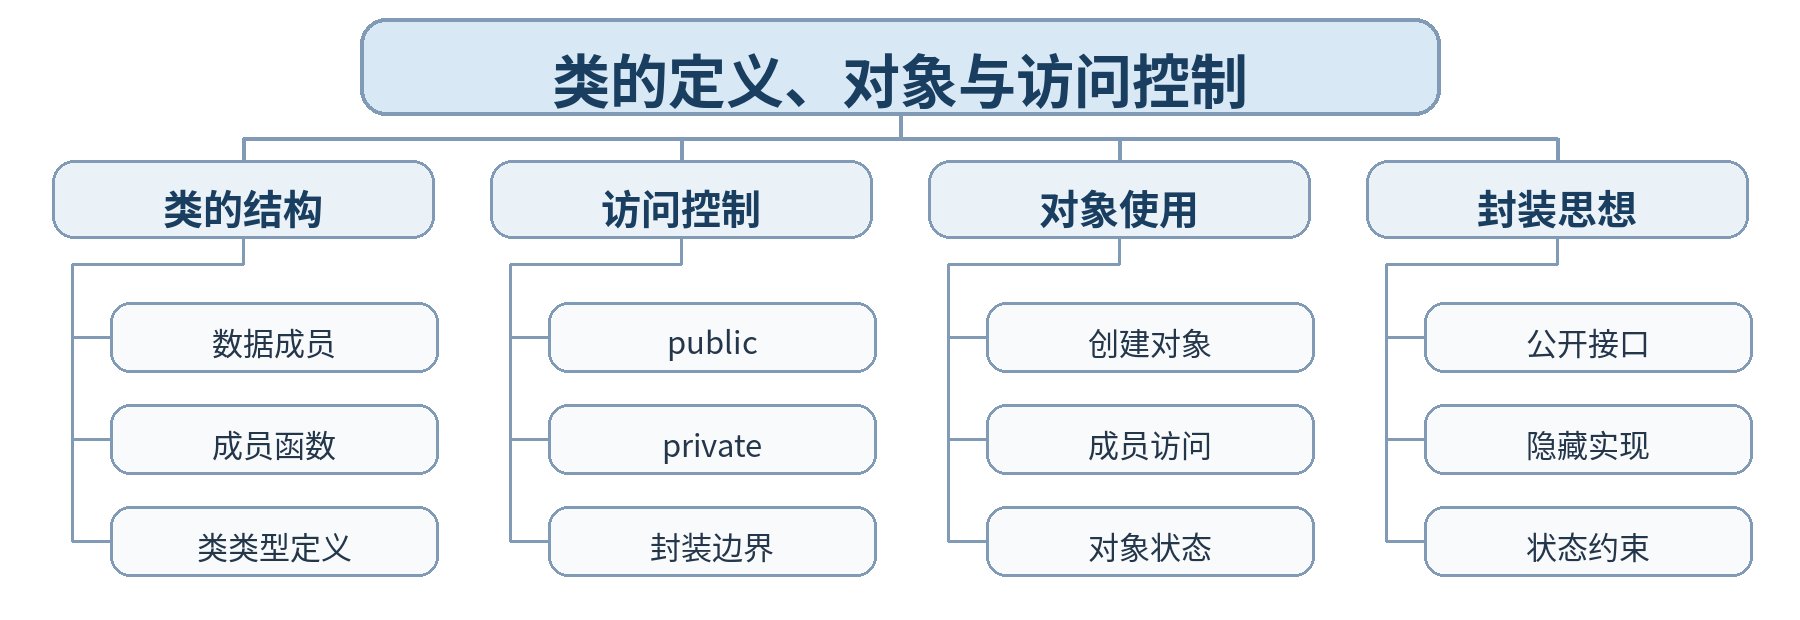 类的定义、对象与访问控制
类的结构
访问控制
对象使用
封装思想
数据成员
public
创建对象
公开接口
成员函数
private
成员访问
隐藏实现
类类型定义
封装边界
对象状态
状态约束